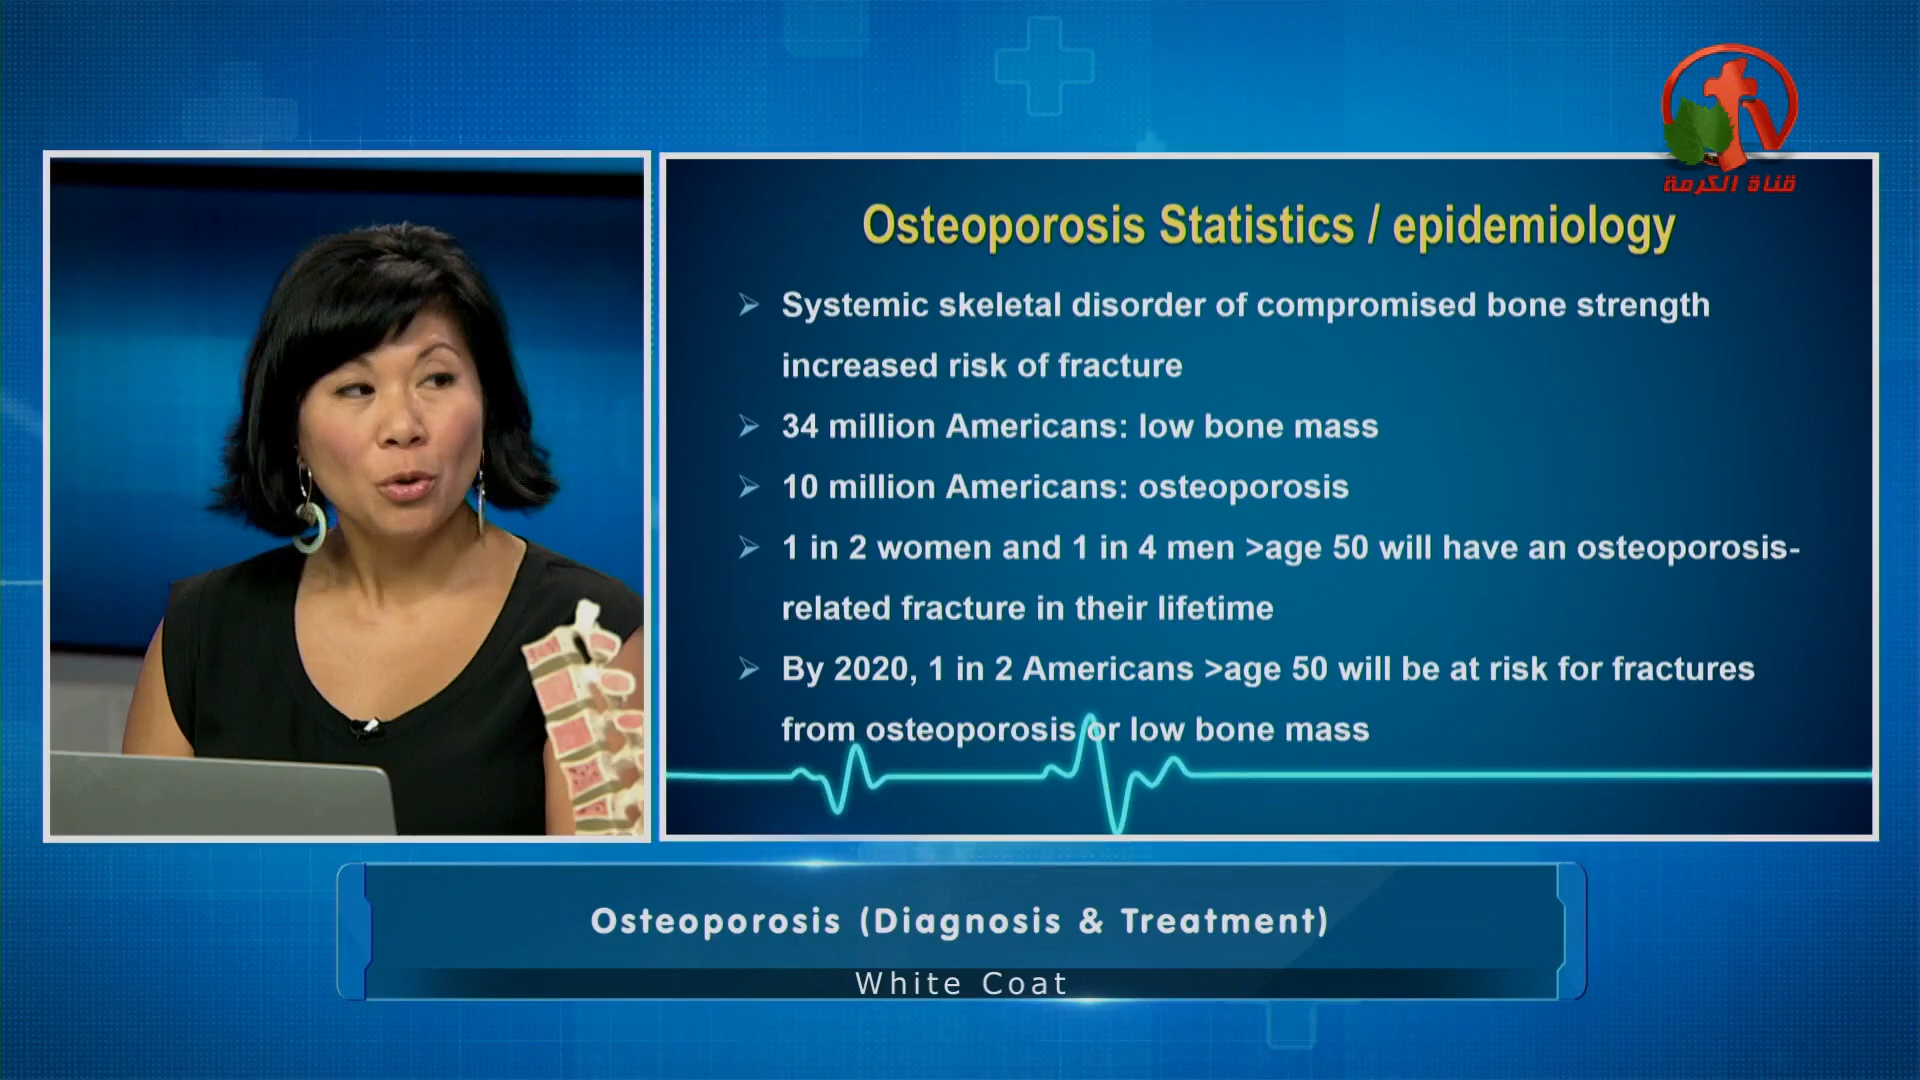 tv
قناة الكرمة
Osteoporosis Statistics / epidemiology
Systemic skeletal disorder of compromised bone strength
increased risk of fracture
34 million Americans: low bone mass
10 million Americans: osteoporosis
1 in 2 women and 1 in 4 men >age 50 will have an osteoporosis-
related fracture in their lifetime
By 2020, 1 in 2 Americans >age 50 will be at risk for fractures
from osteoporosis or low bone mass
Osteoporosis (Diagnosis & Treatment)
White Coat